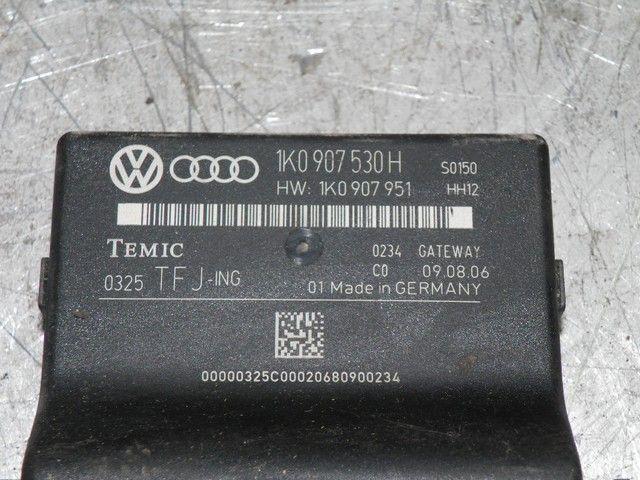 1K0 907 530 H S0150
HW: 1K0 907 951 HH12
TEMIC 0234 GATEWAY
0325 TFJ-ING C0 09.08.06
01 Made in GERMANY
00000325C00020680900234